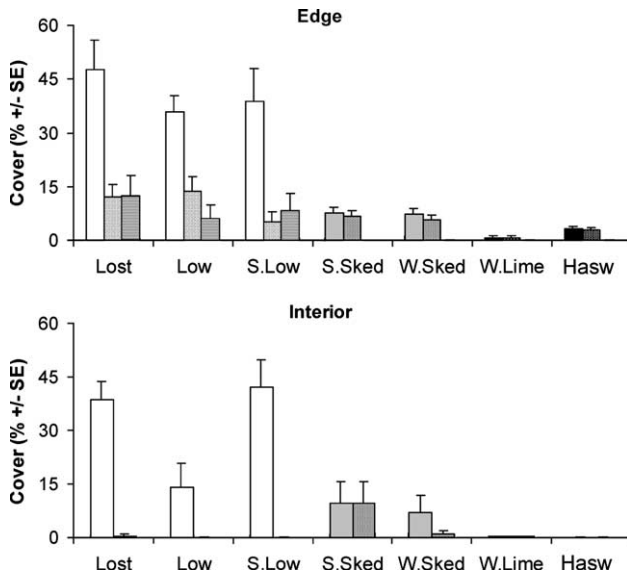 Edge
Cover (% +/- SE)
60
45
30
15
0
Lost Low S.Low S.Sked W.Sked W.Lime Hasw
Interior
Cover (% +/- SE)
60
45
30
15
0
Lost Low S.Low S.Sked W.Sked W.Lime Hasw